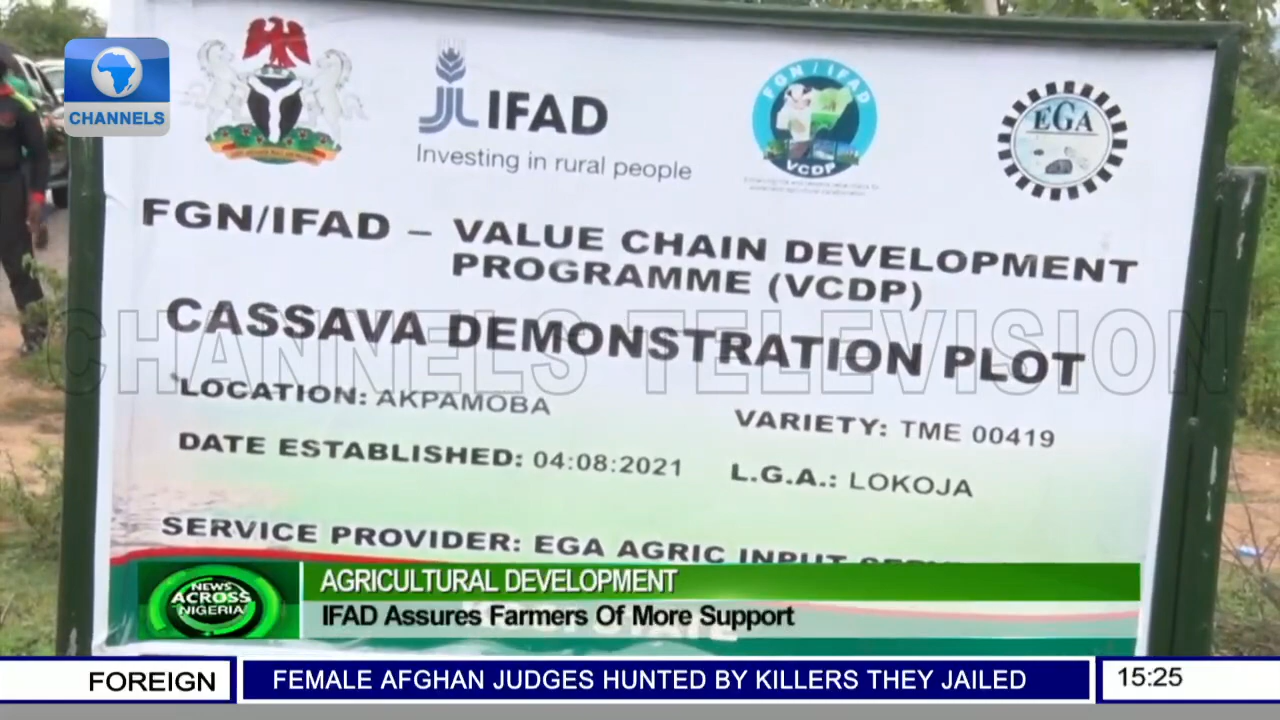 CHANNELS
IFAD
Investing in rural people
FGN / IFAD
VCDP
EGA
FGN/IFAD – VALUE CHAIN DEVELOPMENT
PROGRAMME (VCDP)
CASSAVA DEMONSTRATION PLOT
CHANNELS TELEVISION
LOCATION: AKPAMOBA
VARIETY: TME 00419
DATE ESTABLISHED: 04:08:2021
L.G.A.: LOKOJA
SERVICE PROVIDER: EGA AGRIC INPUT
NEWS
ACROSS
NIGERIA
AGRICULTURAL DEVELOPMENT
IFAD Assures Farmers Of More Support
FOREIGN
FEMALE AFGHAN JUDGES HUNTED BY KILLERS THEY JAILED
15:25